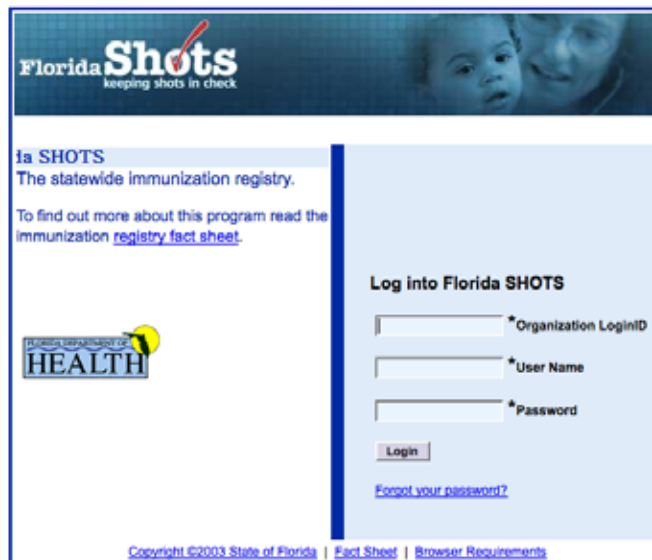 Florida Shots
keeping shots in check
da SHOTS
The statewide immunization registry.
To find out more about this program read the
immunization registry fact sheet.
Log into Florida SHOTS
*Organization LoginID
FLORIDA DEPARTMENT OF
HEALTH
*User Name
*Password
Login
Forgot your password?
Copyright ©2003 State of Florida | Fact Sheet | Browser Requirements